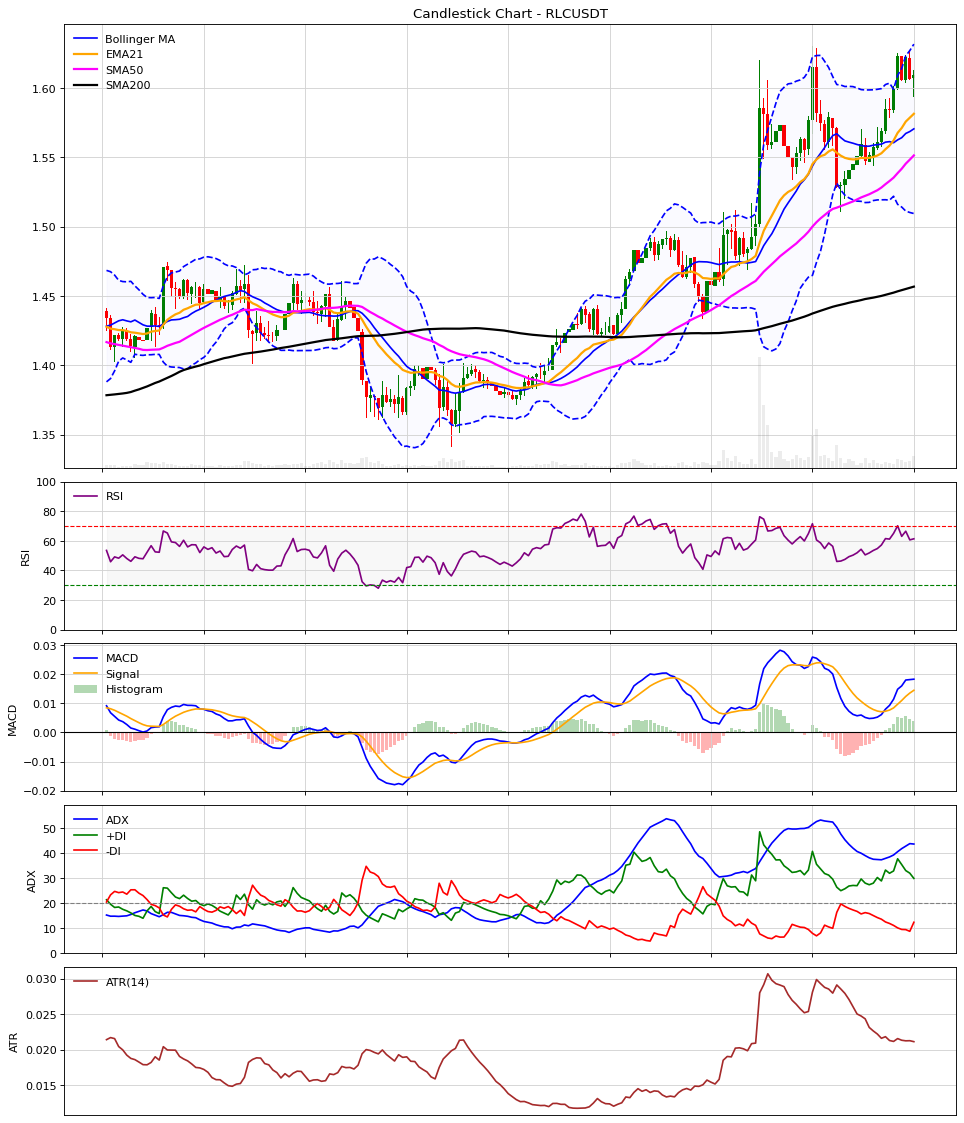 Candlestick Chart - RLCUSDT
Bollinger MA
EMA21
SMA50
SMA200
1.60
1.55
1.50
1.45
1.40
1.35
RSI
100
80
60
40
20
0
RSI
MACD
Signal
Histogram
0.03
0.02
0.01
0.00
−0.01
−0.02
MACD
ADX
+DI
-DI
50
40
30
20
10
0
ADX
ATR(14)
0.030
0.025
0.020
0.015
ATR